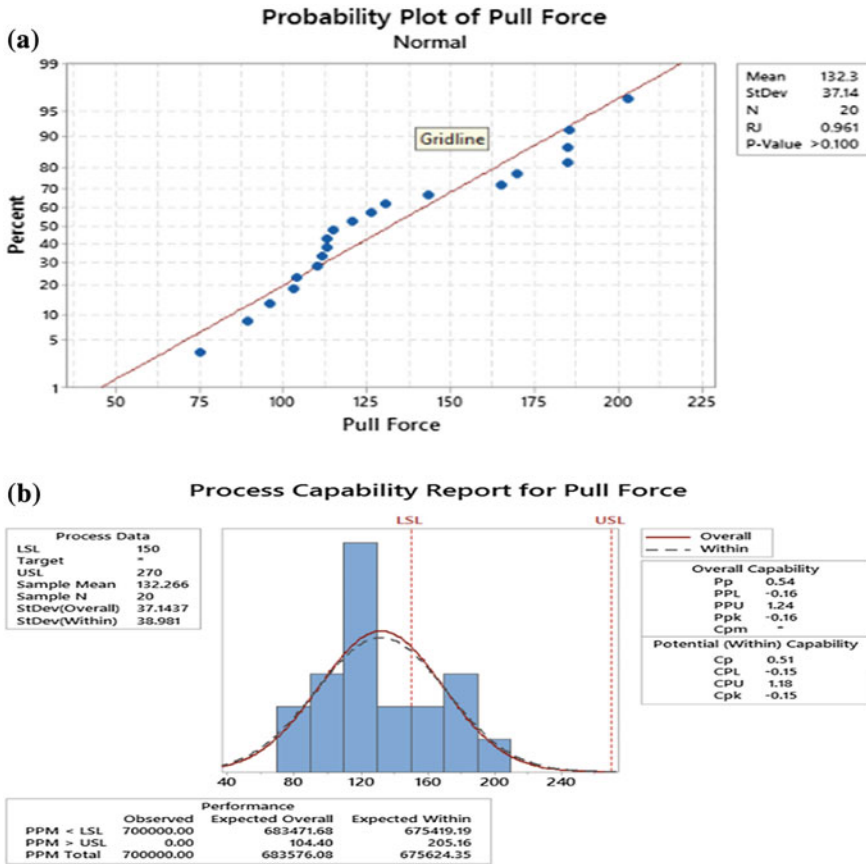 (a)
Probability Plot of Pull Force
Normal
99
95
90
80
70
60
50
40
30
20
10
5
1
Percent
Gridline
50 75 100 125 150 175 200 225
Pull Force
Mean 132.3
StDev 37.14
N 20
RJ 0.961
P-Value >0.100
(b)
Process Capability Report for Pull Force
LSL USL
Process Data
LSL 150
Target -
USL 270
Sample Mean 132.266
Sample N 20
StDev(Overall) 37.1437
StDev(Within) 38.981
Overall
Within
Overall Capability
Pp 0.54
PPL -0.16
PPU 1.24
Ppk -0.16
Cpm -
Potential (Within) Capability
Cp 0.51
CPL -0.15
CPU 1.18
Cpk -0.15
40 80 120 160 200 240
Performance
Observed Expected Overall Expected Within
PPM < LSL 700000.00 683471.68 675419.19
PPM > USL 0.00 104.40 205.16
PPM Total 700000.00 683576.08 675624.35